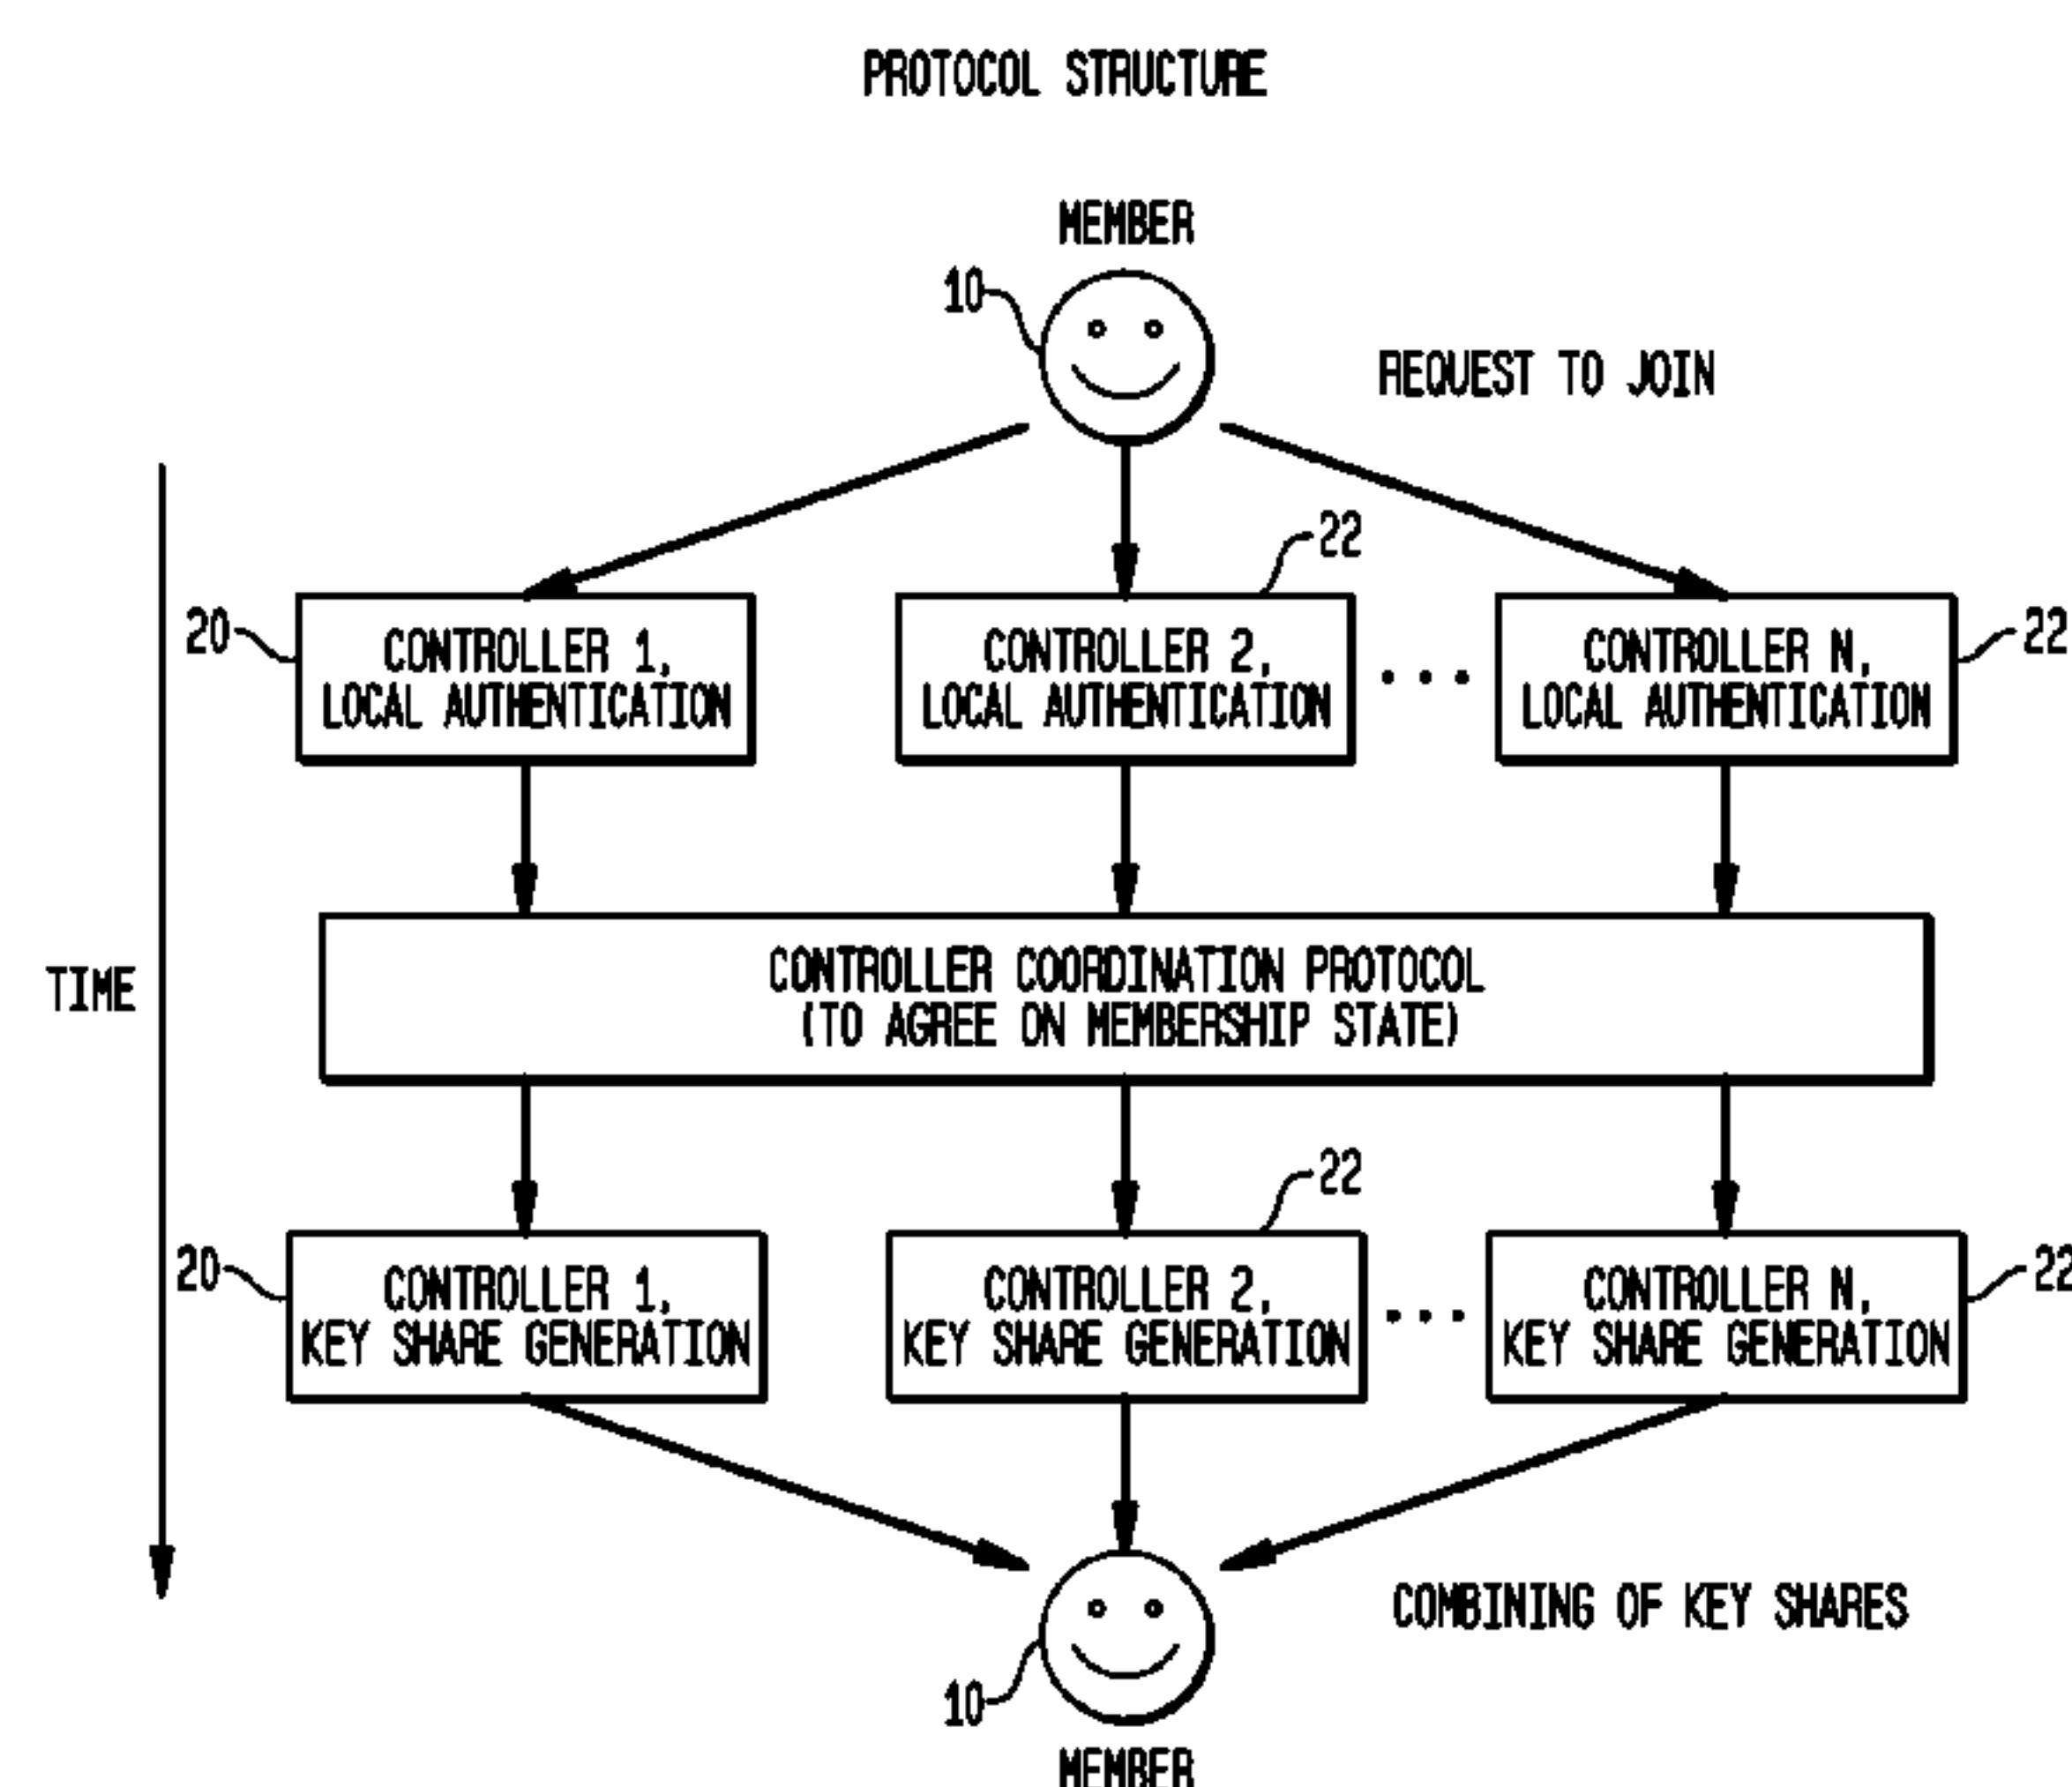 PROTOCOL STRUCTURE
MEMBER
10
REQUEST TO JOIN
22
20
CONTROLLER 1,
LOCAL AUTHENTICATION
CONTROLLER 2,
LOCAL AUTHENTICATION
...
CONTROLLER N,
LOCAL AUTHENTICATION
22
TIME
CONTROLLER COORDINATION PROTOCOL
(TO AGREE ON MEMBERSHIP STATE)
22
20
CONTROLLER 1,
KEY SHARE GENERATION
CONTROLLER 2,
KEY SHARE GENERATION
...
CONTROLLER N,
KEY SHARE GENERATION
22
COMBINING OF KEY SHARES
10
MEMBER